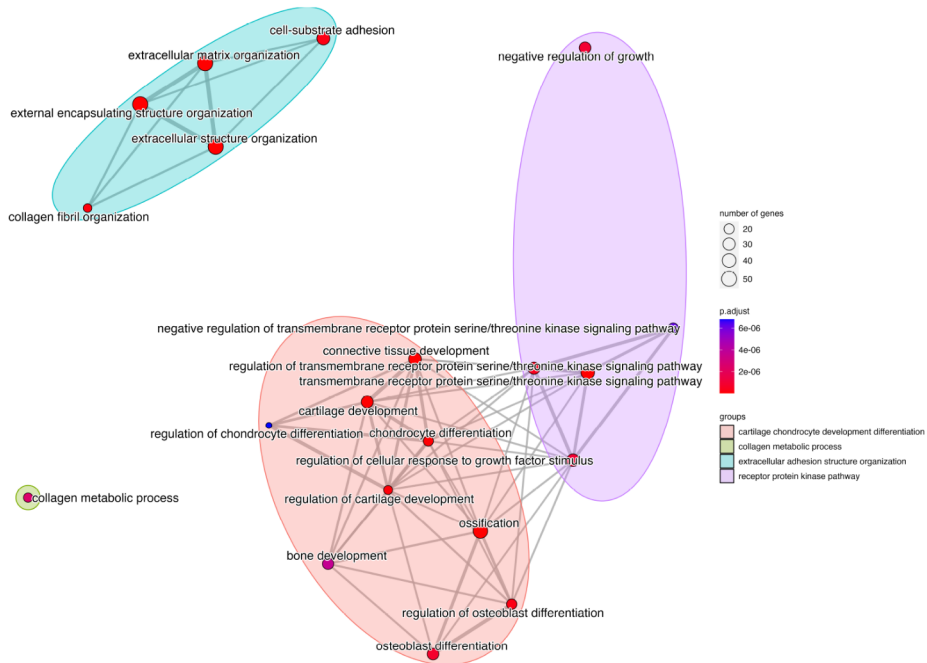 cell-substrate adhesion
extracellular matrix organization
negative regulation of growth
external encapsulating structure organization
extracellular structure organization
collagen fibril organization
number of genes
20
30
40
50
p.adjust
6e-06
4e-06
2e-06
negative regulation of transmembrane receptor protein serine/threonine kinase signaling pathway
connective tissue development
regulation of transmembrane receptor protein serine/threonine kinase signaling pathway
transmembrane receptor protein serine/threonine kinase signaling pathway
cartilage development
regulation of chondrocyte differentiation
chondrocyte differentiation
groups
cartilage chondrocyte development differentiation
collagen metabolic process
extracellular adhesion structure organization
receptor protein kinase pathway
regulation of cellular response to growth factor stimulus
collagen metabolic process
regulation of cartilage development
ossification
bone development
regulation of osteoblast differentiation
osteoblast differentiation